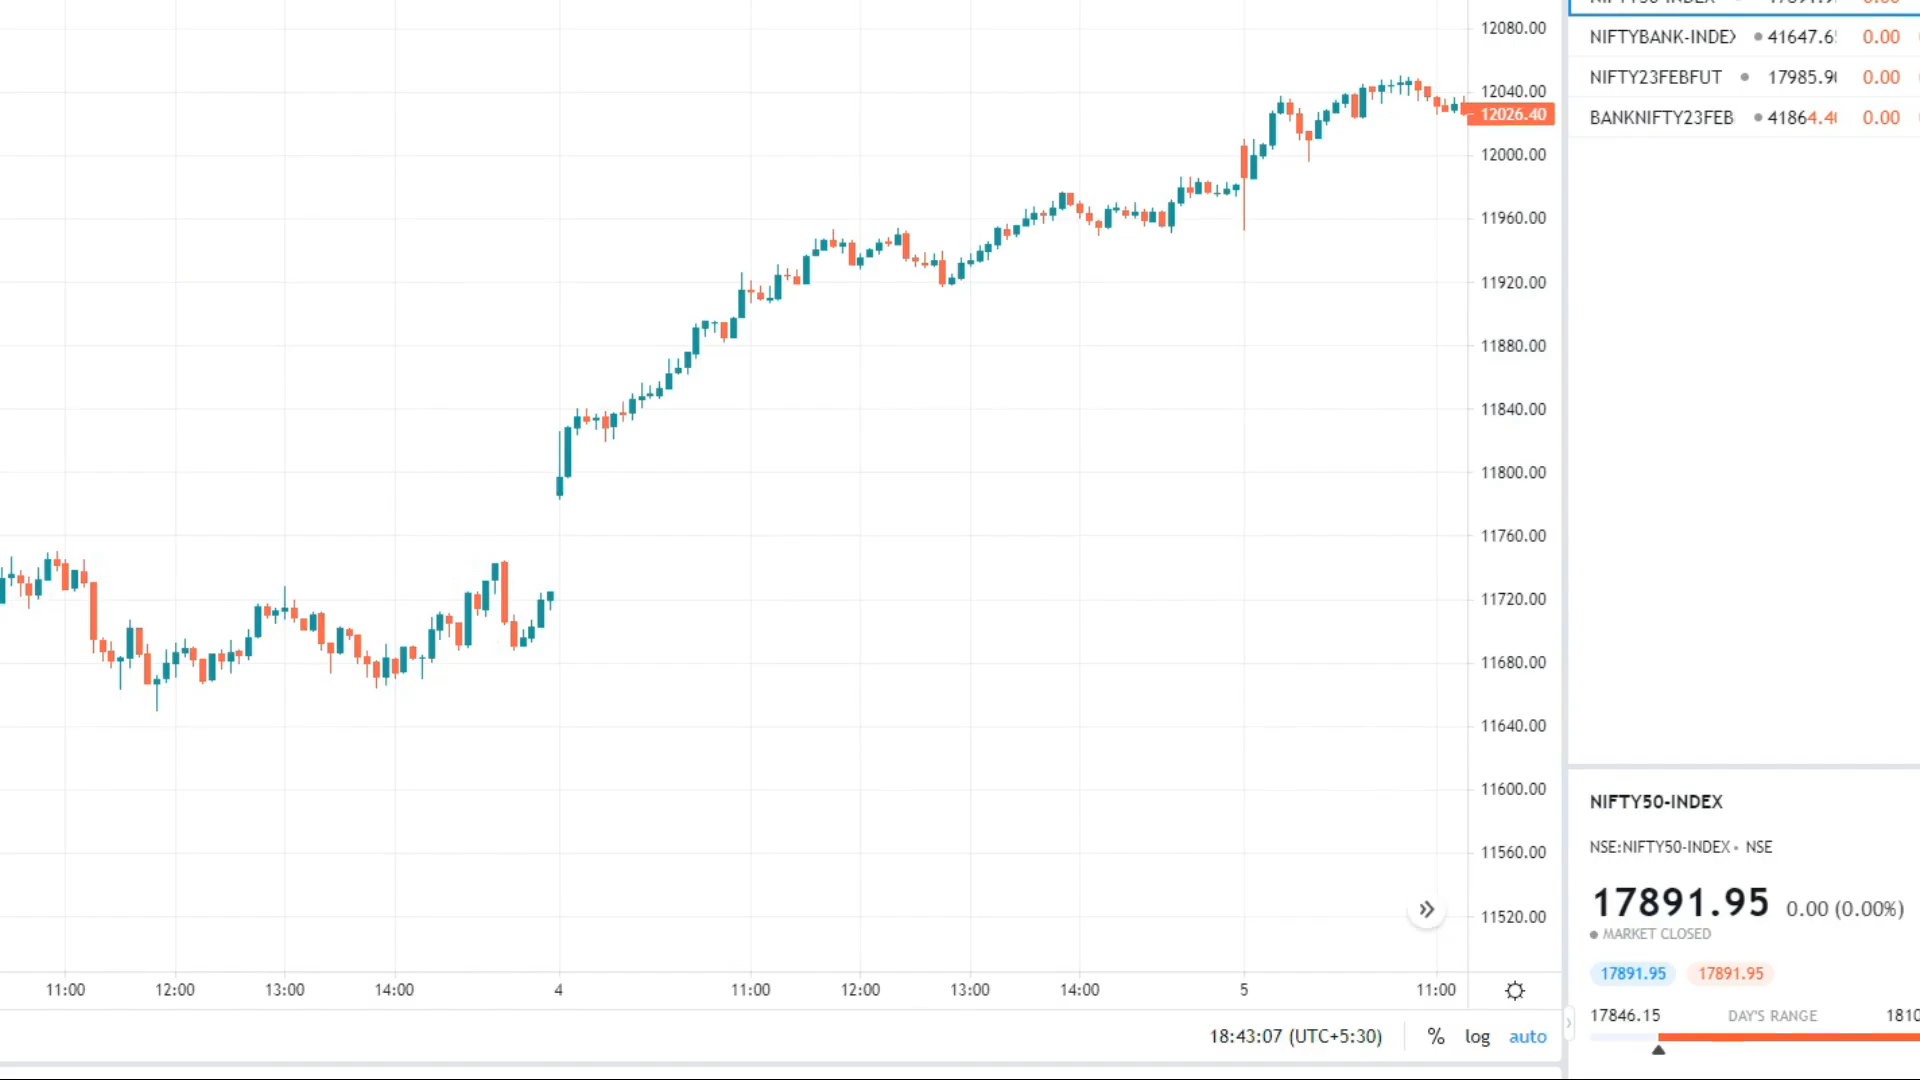 12080.00
12040.00
12026.40
12000.00
11960.00
11920.00
11880.00
11840.00
11800.00
11760.00
11720.00
11680.00
11640.00
11600.00
11560.00
11520.00
11:00 12:00 13:00 14:00 4 11:00 12:00 13:00 14:00 5 11:00
18:43:07 (UTC+5:30) % log auto
NIFTYBANK-INDEX 41647.6 0.00
NIFTY23FEBFUT 17985.9 0.00
BANKNIFTY23FEB 41864.4 0.00
NIFTY50-INDEX
NSE:NIFTY50-INDEX • NSE
17891.95 0.00 (0.00%)
MARKET CLOSED
17891.95 17891.95
17846.15 DAY'S RANGE 1810